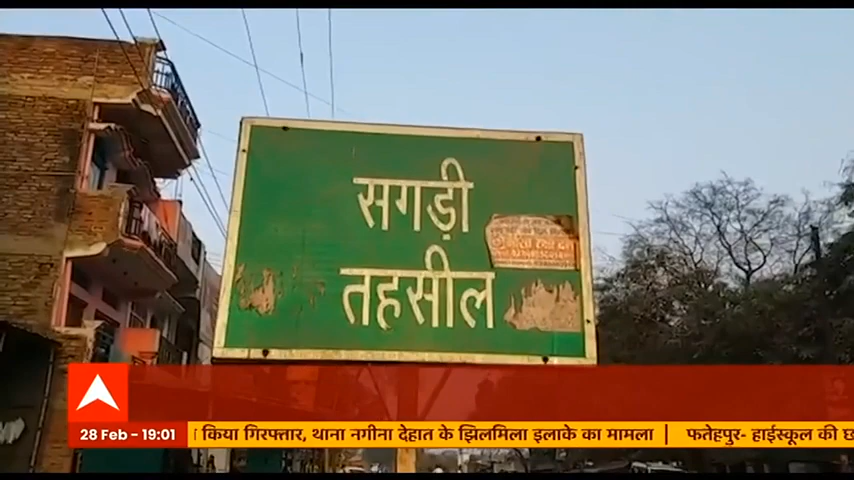 सगड़ी
तहसील
28 Feb - 19:01
किया गिरफ्तार, थाना नगीना देहात के झिलमिला इलाके का मामला | फतेहपुर- हाईस्कूल की